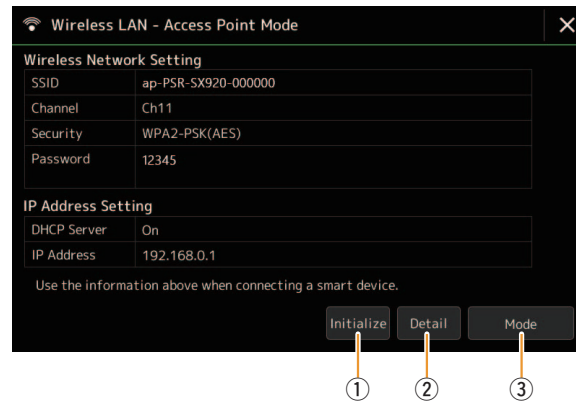 Wireless LAN - Access Point Mode
Wireless Network Setting
SSID ap-PSR-SX920-000000
Channel Ch11
Security WPA2-PSK(AES)
Password 12345
IP Address Setting
DHCP Server On
IP Address 192.168.0.1
Use the information above when connecting a smart device.
Initialize Detail Mode
1 2 3